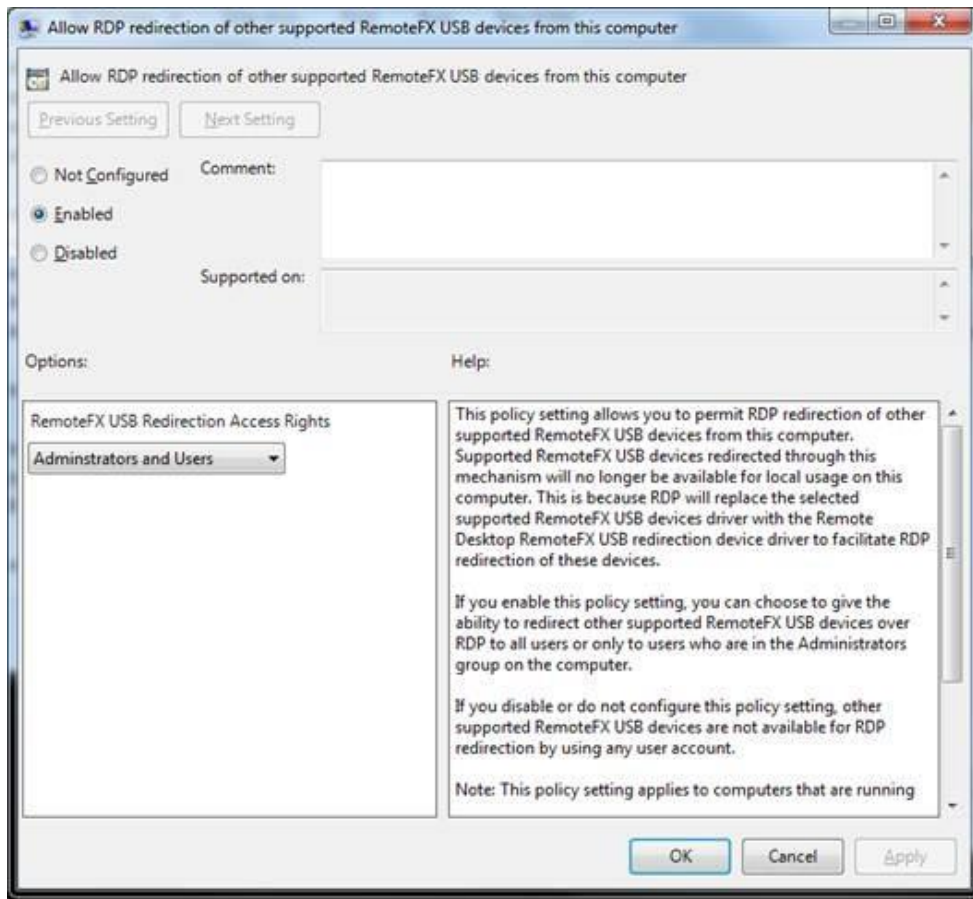 Allow RDP redirection of other supported RemoteFX USB devices from this computer
Allow RDP redirection of other supported RemoteFX USB devices from this computer
Previous Setting
Next Setting
Not Configured
Comment:
Enabled
Disabled
Supported on:
Options:
Help:
RemoteFX USB Redirection Access Rights
Adminstrators and Users
This policy setting allows you to permit RDP redirection of other
supported RemoteFX USB devices from this computer.
Supported RemoteFX USB devices redirected through this
mechanism will no longer be available for local usage on this
computer. This is because RDP will replace the selected
supported RemoteFX USB devices driver with the Remote
Desktop RemoteFX USB redirection device driver to facilitate RDP
redirection of these devices.
If you enable this policy setting, you can choose to give the
ability to redirect other supported RemoteFX USB devices over
RDP to all users or only to users who are in the Administrators
group on the computer.
If you disable or do not configure this policy setting, other
supported RemoteFX USB devices are not available for RDP
redirection by using any user account.
Note: This policy setting applies to computers that are running
OK
Cancel
Apply